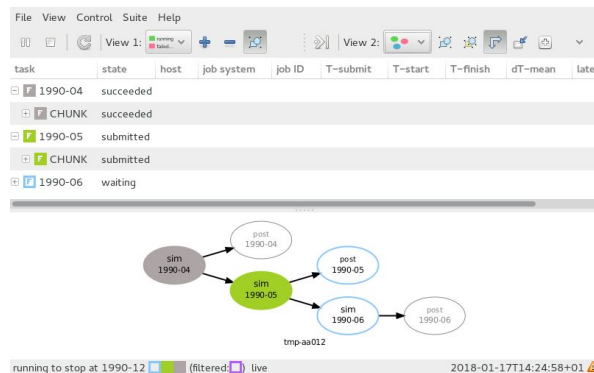 File View Control Suite Help
View 1: running failed... View 2:
task state host job system job ID T-submit T-start T-finish dT-mean late
F 1990-04 succeeded
F CHUNK succeeded
F 1990-05 submitted
F CHUNK submitted
F 1990-06 waiting
post
1990-04
sim
1990-04
post
1990-05
sim
1990-05
sim
1990-06
post
1990-06
tmp-aa012
running to stop at 1990-12 (filtered: ) live 2018-01-17T14:24:58+01